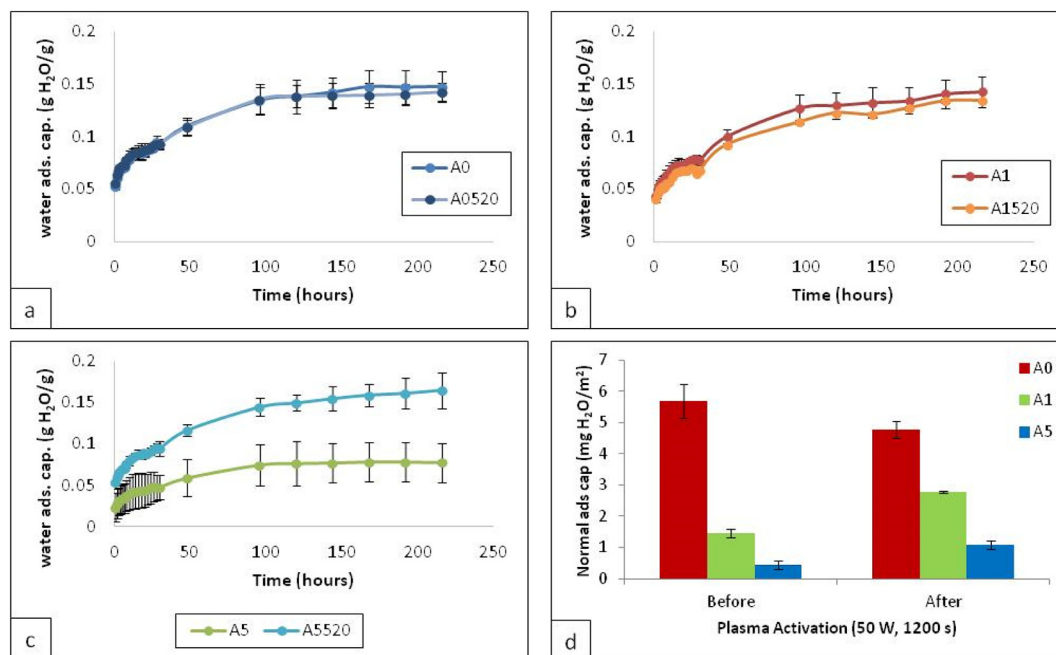 0.2
0.15
0.1
0.05
0
water ads. cap. (g H₂O/g)
A0
A0520
0 50 100 150 200 250
Time (hours)
a
0.2
0.15
0.1
0.05
0
water ads. cap. (g H₂O/g)
A1
A1520
0 50 100 150 200 250
Time (hours)
b
0.2
0.15
0.1
0.05
0
water ads. cap. (g H₂O/g)
0 50 100 150 200 250
Time (hours)
A5 A5520
c
7
6
5
4
3
2
1
0
Normal ads cap (mg H₂O/m²)
A0
A1
A5
Before After
Plasma Activation (50 W, 1200 s)
d